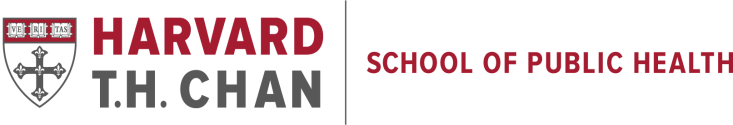 VE RI TAS
HARVARD
T.H. CHAN
SCHOOL OF PUBLIC HEALTH